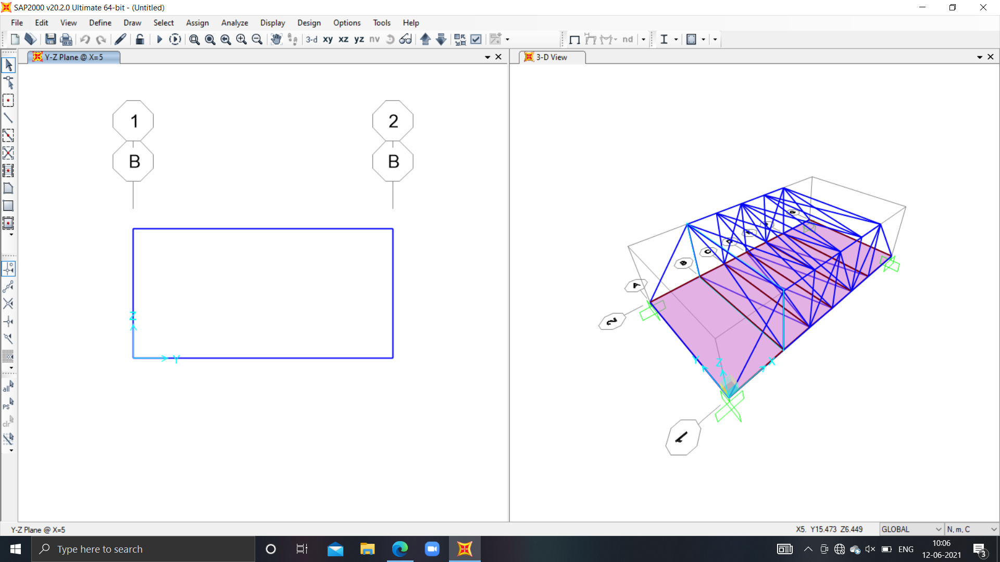 SAP2000 v20.2.0 Ultimate 64-bit - (Untitled)
File Edit View Define Draw Select Assign Analyze Display Design Options Tools Help
3-d xy xz yz nv nd
Y-Z Plane @ X=5
3-D View
1
2
B
B
Z
Y
A
B
C
2
1
Y
Z
X
all
PS
clr
Y-Z Plane @ X=5
X5. Y15.473 Z6.449
GLOBAL
N, m, C
Type here to search
ENG
10:06
12-06-2021
3